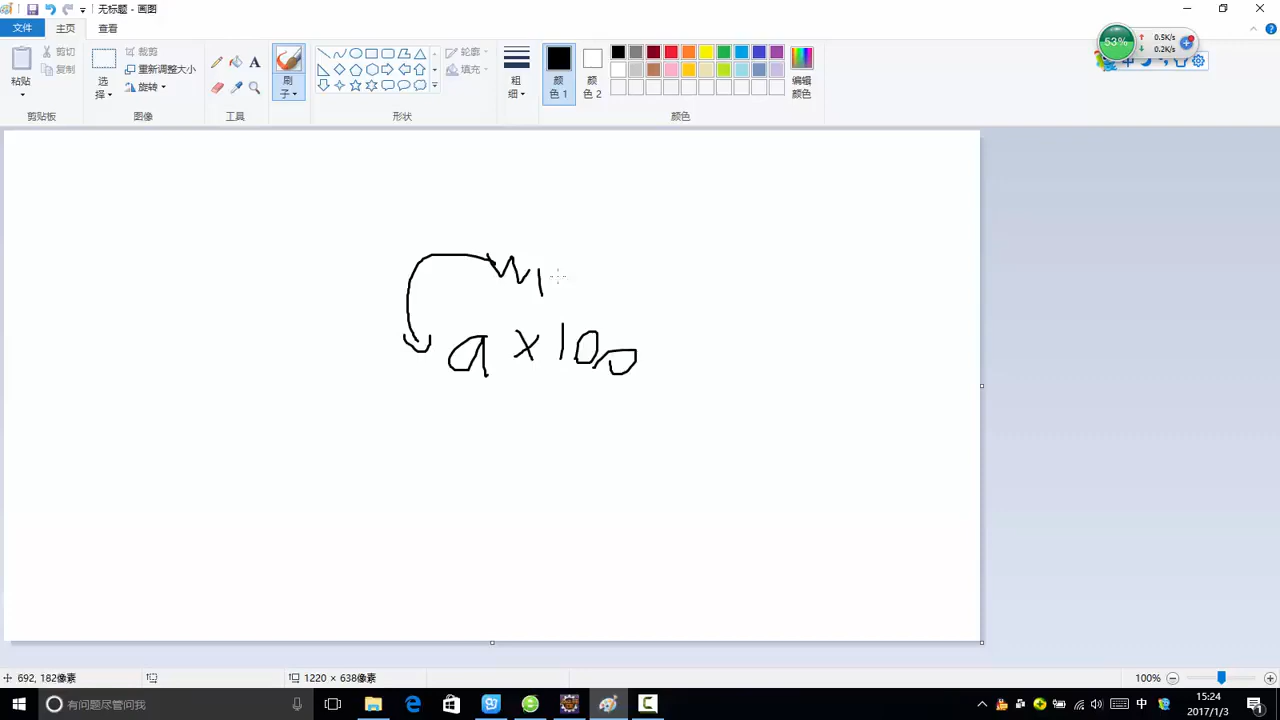 无标题 - 画图
文件 主页 查看
剪切
复制
粘贴
剪贴板
选择
裁剪
重新调整大小
旋转
图像
A
工具
刷子
轮廓
填充
形状
粗细
颜色 1
颜色 2
编辑颜色
颜色
53%
0.5K/s
0.2K/s
中
a × 100
692, 182像素
1220 × 638像素
100%
有问题尽管问我
中
15:24
2017/1/3